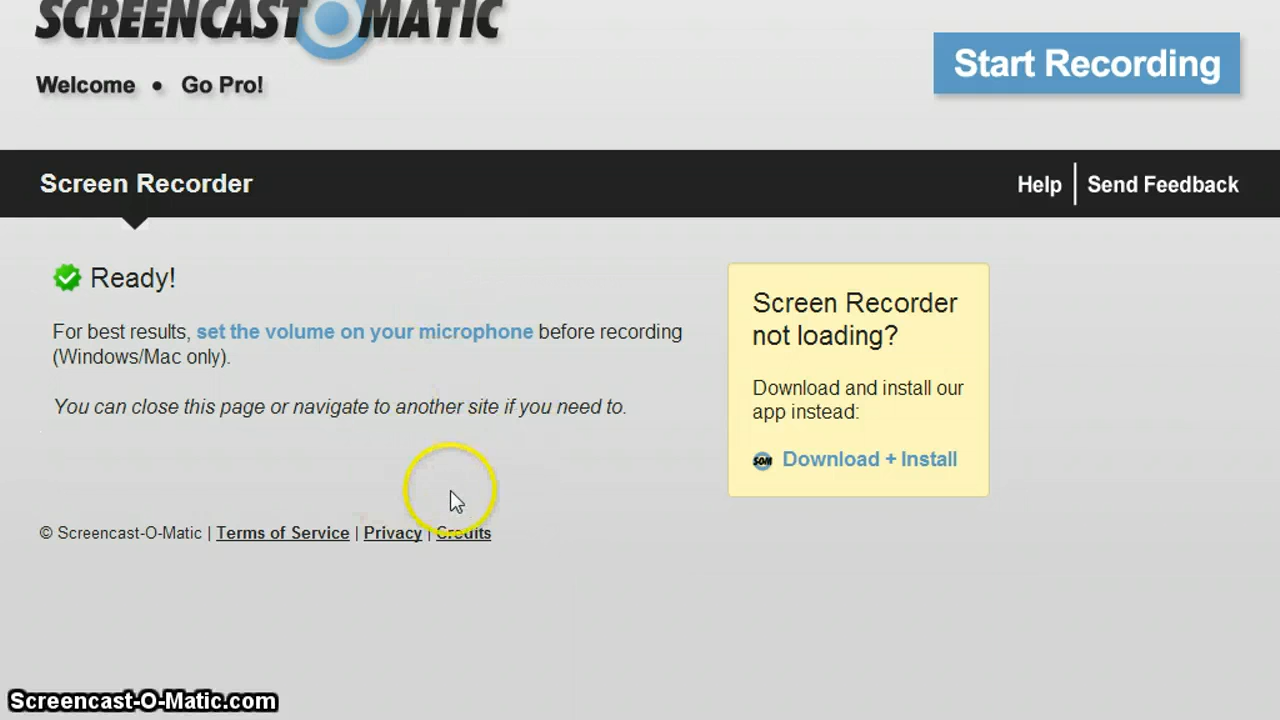 SCREENCAST O MATIC
Welcome • Go Pro!
Start Recording
Screen Recorder
Help | Send Feedback
Ready!
For best results, set the volume on your microphone before recording
(Windows/Mac only).
You can close this page or navigate to another site if you need to.
Screen Recorder
not loading?
Download and install our
app instead:
SOM Download + Install
© Screencast-O-Matic | Terms of Service | Privacy | Credits
Screencast-O-Matic.com